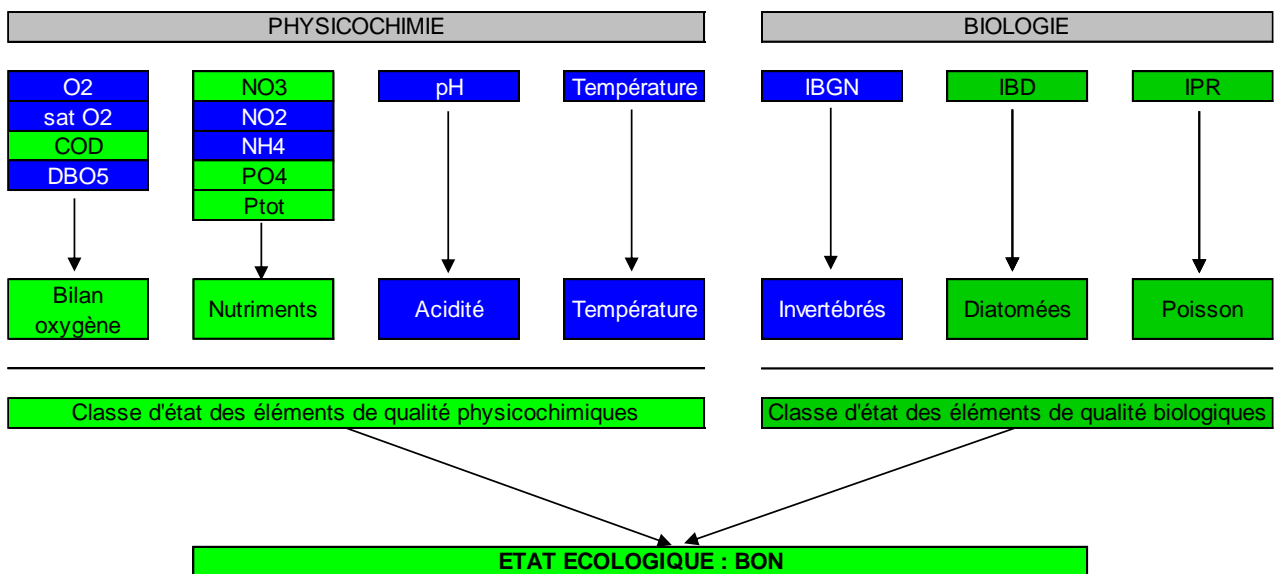 PHYSICOCHIMIE
BIOLOGIE
O2
sat O2
COD
DBO5
NO3
NO2
NH4
PO4
Ptot
pH
Température
IBGN
IBD
IPR
Bilan
oxygène
Nutriments
Acidité
Température
Invertébrés
Diatomées
Poisson
Classe d'état des éléments de qualité physicochimiques
Classe d'état des éléments de qualité biologiques
ETAT ECOLOGIQUE : BON